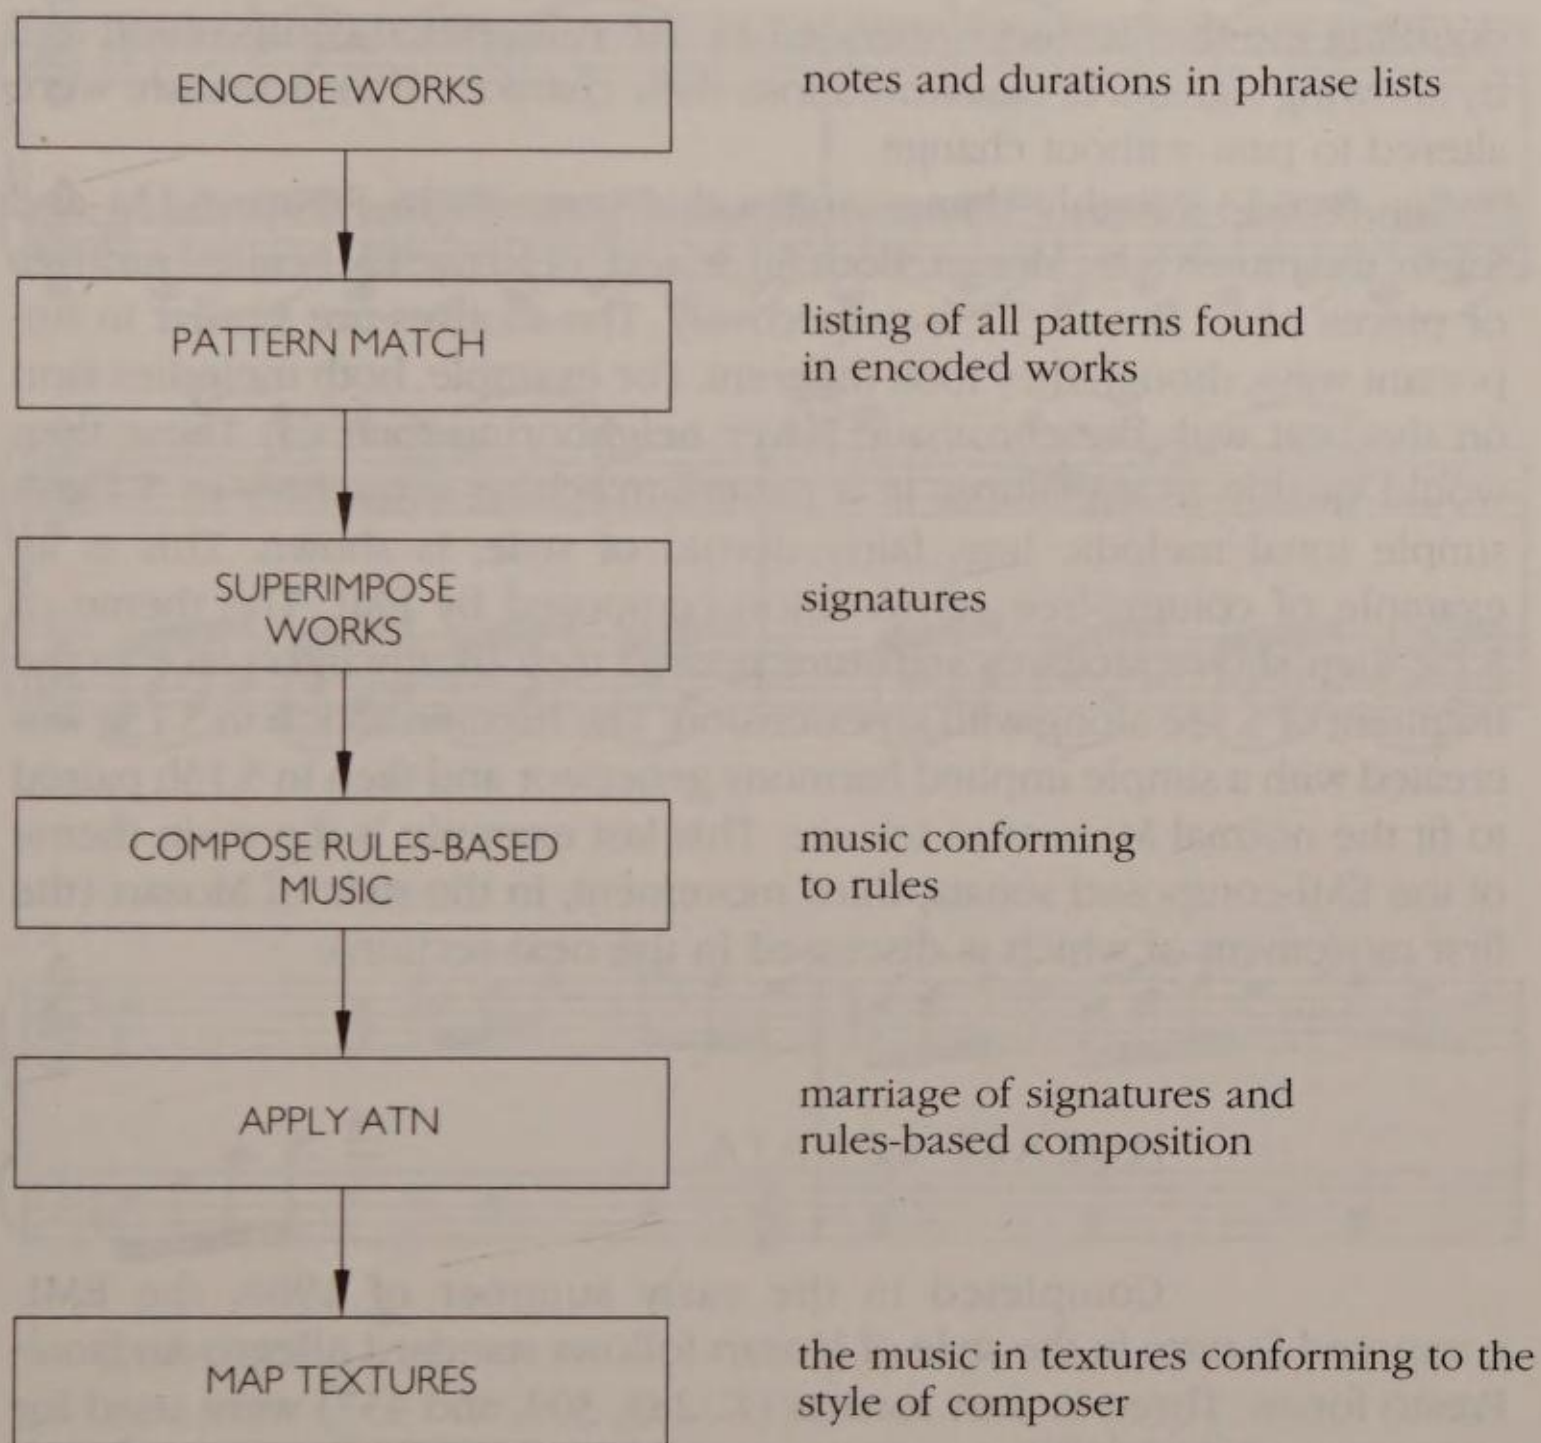 ENCODE WORKS
notes and durations in phrase lists
PATTERN MATCH
listing of all patterns found
in encoded works
SUPERIMPOSE
WORKS
signatures
COMPOSE RULES-BASED
MUSIC
music conforming
to rules
APPLY ATN
marriage of signatures and
rules-based composition
MAP TEXTURES
the music in textures conforming to the
style of composer